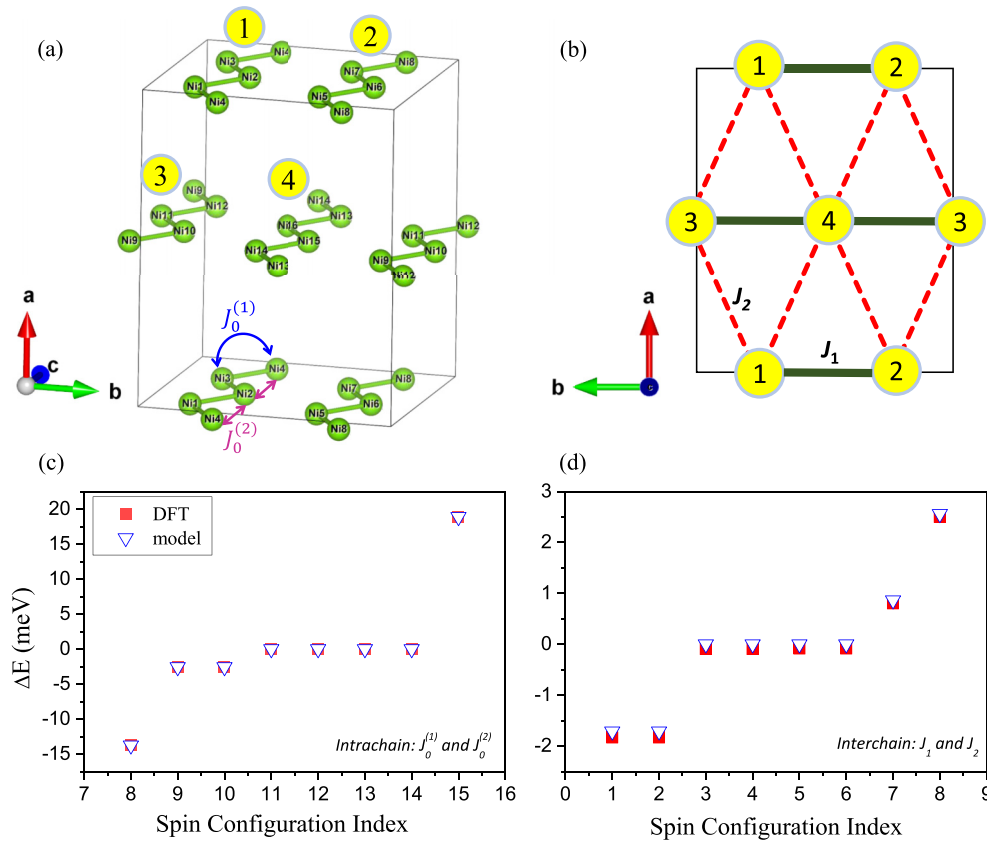 (a)
1
2
Ni4
Ni3
Ni2
Ni1
Ni4
Ni8
Ni7
Ni6
Ni5
Ni8
3
4
Ni9
Ni12
Ni11
Ni10
Ni9
Ni14
Ni13
Ni16
Ni15
Ni14
Ni13
Ni12
Ni11
Ni10
Ni9
Ni12
J₀⁽¹⁾
Ni4
Ni3
Ni2
Ni1
Ni4
J₀⁽²⁾
Ni8
Ni7
Ni6
Ni5
Ni8
a
c
b
(b)
1
2
3
4
3
J₂
J₁
1
2
a
b
c
(c)
DFT
model
20
15
10
5
0
-5
-10
-15
ΔE (meV)
Intrachain: J₀⁽¹⁾ and J₀⁽²⁾
7 8 9 10 11 12 13 14 15 16
Spin Configuration Index
(d)
3
2
1
0
-1
-2
Interchain: J₁ and J₂
0 1 2 3 4 5 6 7 8 9
Spin Configuration Index